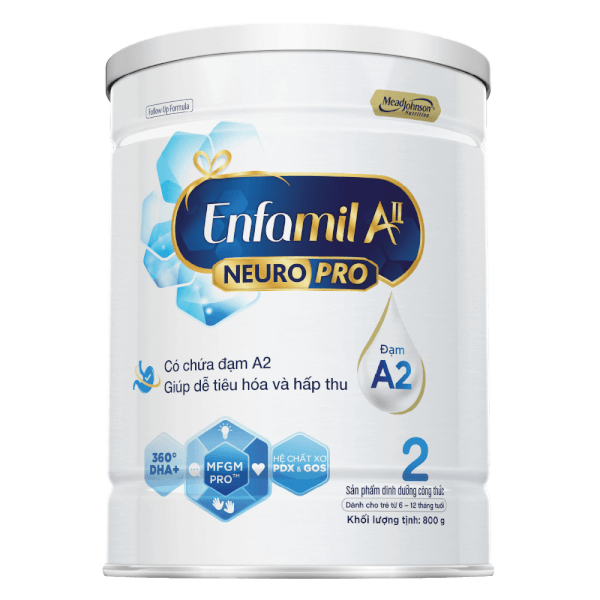 Follow Up Formula
MeadJohnson
Nutrition
Enfamil AII
NEURO PRO
Đạm
A2
Có chứa đạm A2
Giúp dễ tiêu hóa và hấp thu
360°
DHA+
MFGM
PRO™
HỆ CHẤT XƠ
PDX & GOS
2
Sản phẩm dinh dưỡng công thức
Dành cho trẻ từ 6 – 12 tháng tuổi
Khối lượng tịnh: 800 g